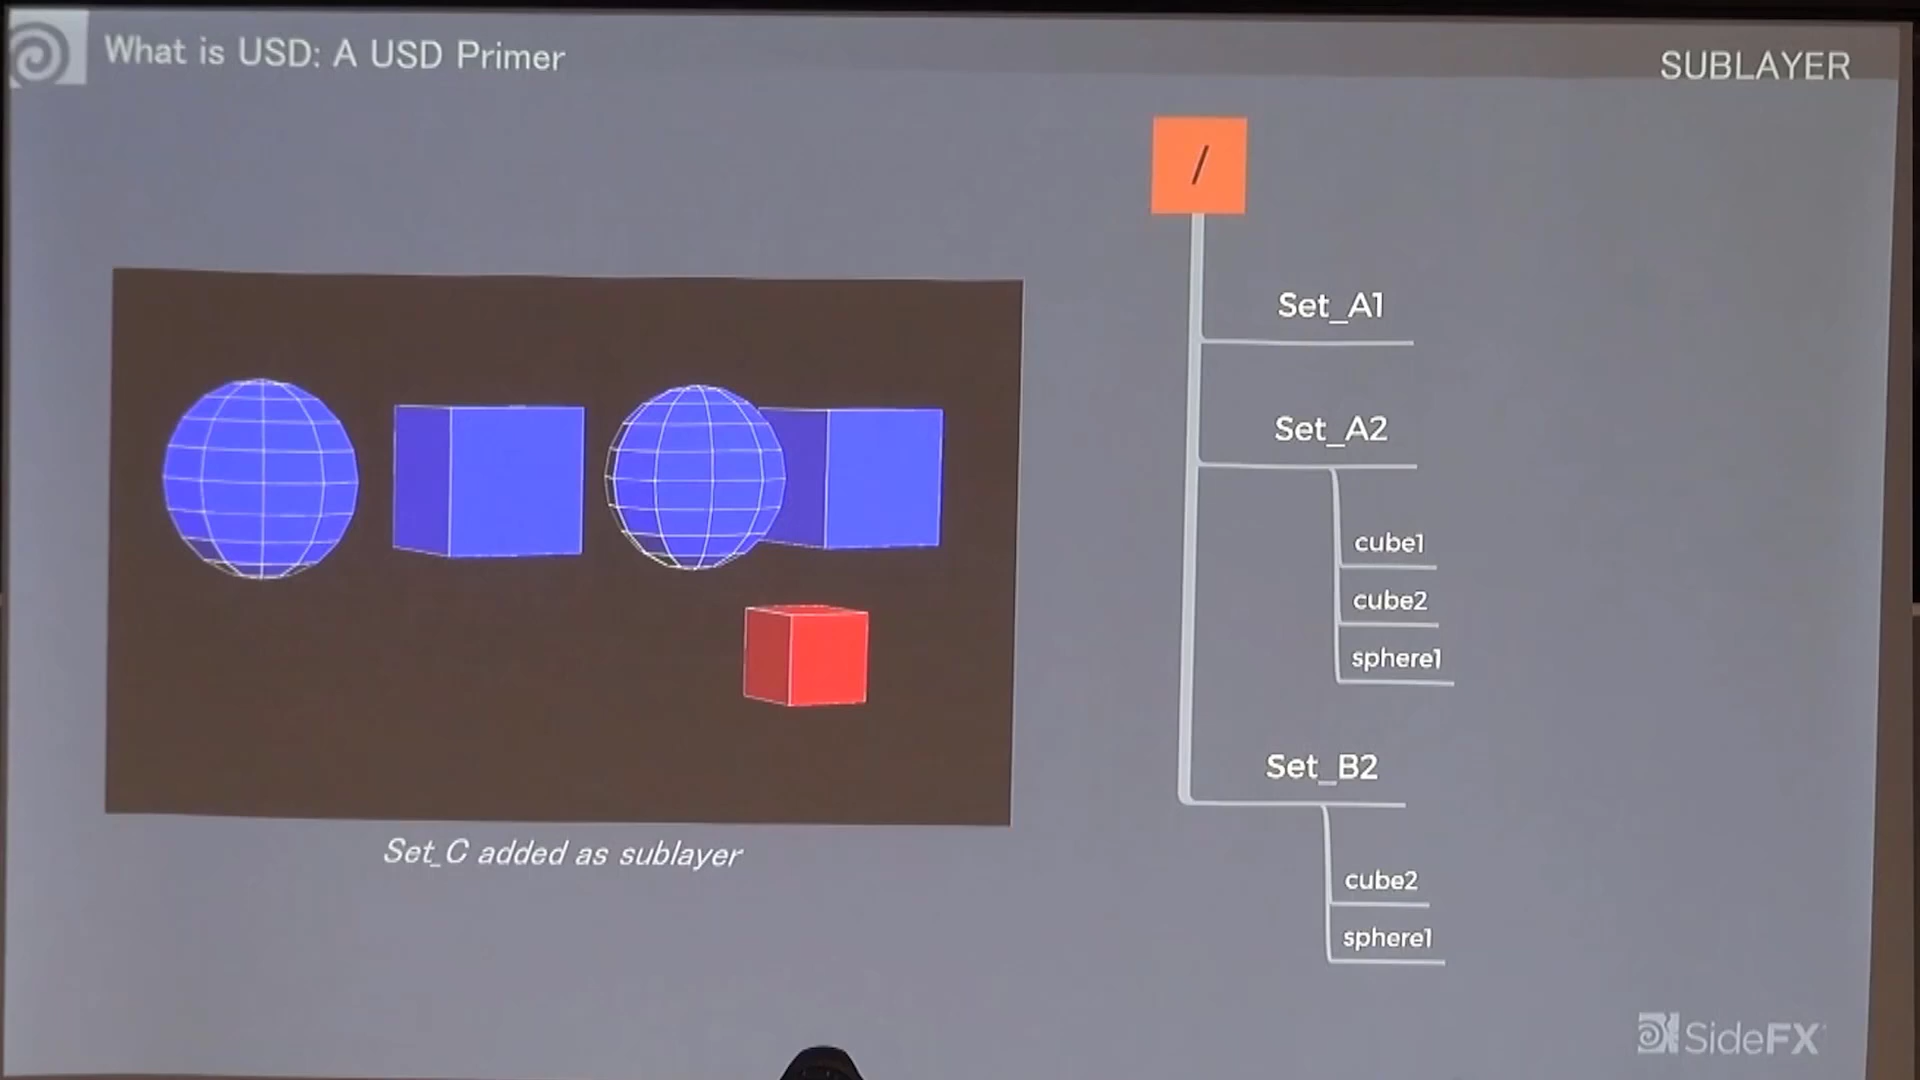 What is USD: A USD Primer
SUBLAYER
/
Set_A1
Set_A2
cube1
cube2
sphere1
Set_B2
cube2
sphere1
Set_C added as sublayer
SideFX